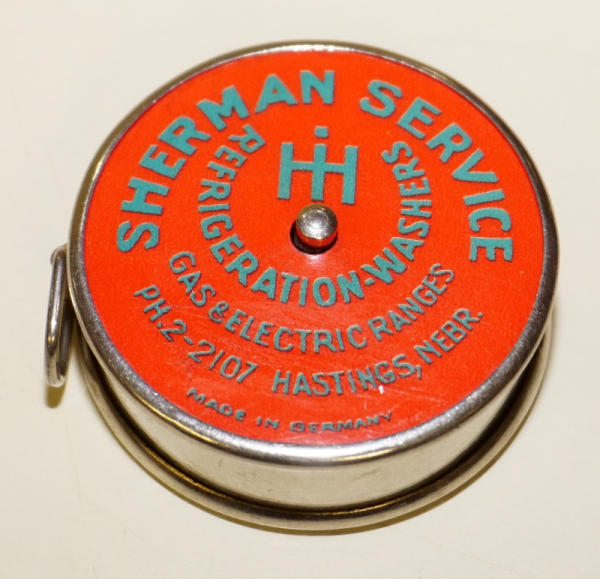 SHERMAN SERVICE
iH
REFRIGERATION-WASHERS
GAS & ELECTRIC RANGES
PH. 2-2107 HASTINGS, NEBR.
MADE IN GERMANY